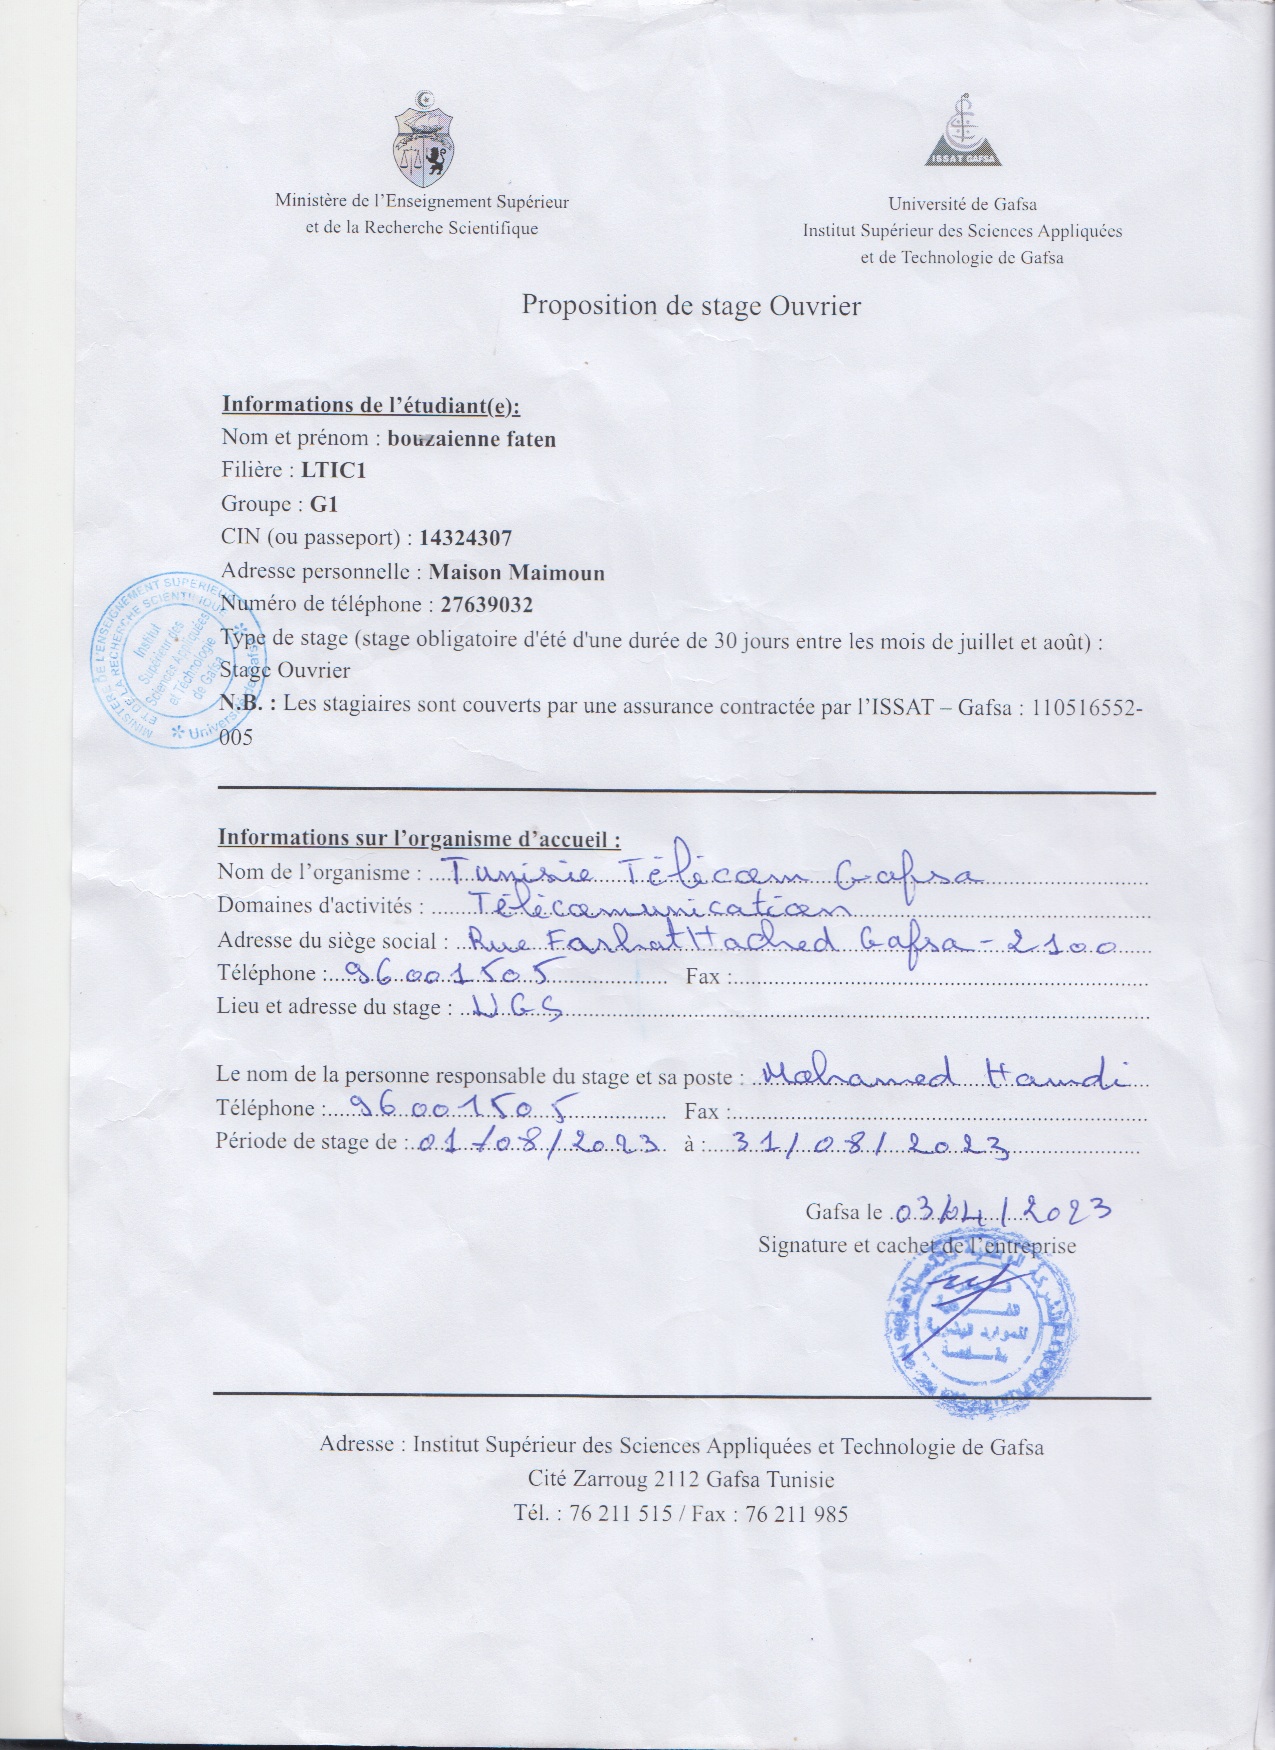 ISSAT GAFSA
Ministère de l'Enseignement Supérieur
et de la Recherche Scientifique
Université de Gafsa
Institut Supérieur des Sciences Appliquées
et de Technologie de Gafsa
Proposition de stage Ouvrier
Informations de l'étudiant(e):
Nom et prénom : bouzaienne faten
Filière : LTIC1
Groupe : G1
CIN (ou passeport) : 14324307
Adresse personnelle : Maison Maimoun
Numéro de téléphone : 27639032
Type de stage (stage obligatoire d'été d'une durée de 30 jours entre les mois de juillet et août) :
Stage Ouvrier
N.B. : Les stagiaires sont couverts par une assurance contractée par l'ISSAT – Gafsa : 110516552-
005
MINISTERE DE L'ENSEIGNEMENT SUPERIEUR
ET DE LA RECHERCHE SCIENTIFIQUE
Institut
Supérieur des
Sciences Appliquées
et Téchnologie
de Gafsa
Université de Gafsa
Informations sur l'organisme d'accueil :
Nom de l'organisme : Tunisie Télécom Gafsa
Domaines d'activités : Télécomunication
Adresse du siège social : Rue Farhat Hached Gafsa - 2100
Téléphone : 96001505 Fax :
Lieu et adresse du stage : UGS
Le nom de la personne responsable du stage et sa poste : Mohamed Hamdi
Téléphone : 96001505 Fax :
Période de stage de : 01/08/2023 à : 31/08/2023
Gafsa le 03/04/2023
Signature et cachet de l'entreprise
Adresse : Institut Supérieur des Sciences Appliquées et Technologie de Gafsa
Cité Zarroug 2112 Gafsa Tunisie
Tél. : 76 211 515 / Fax : 76 211 985